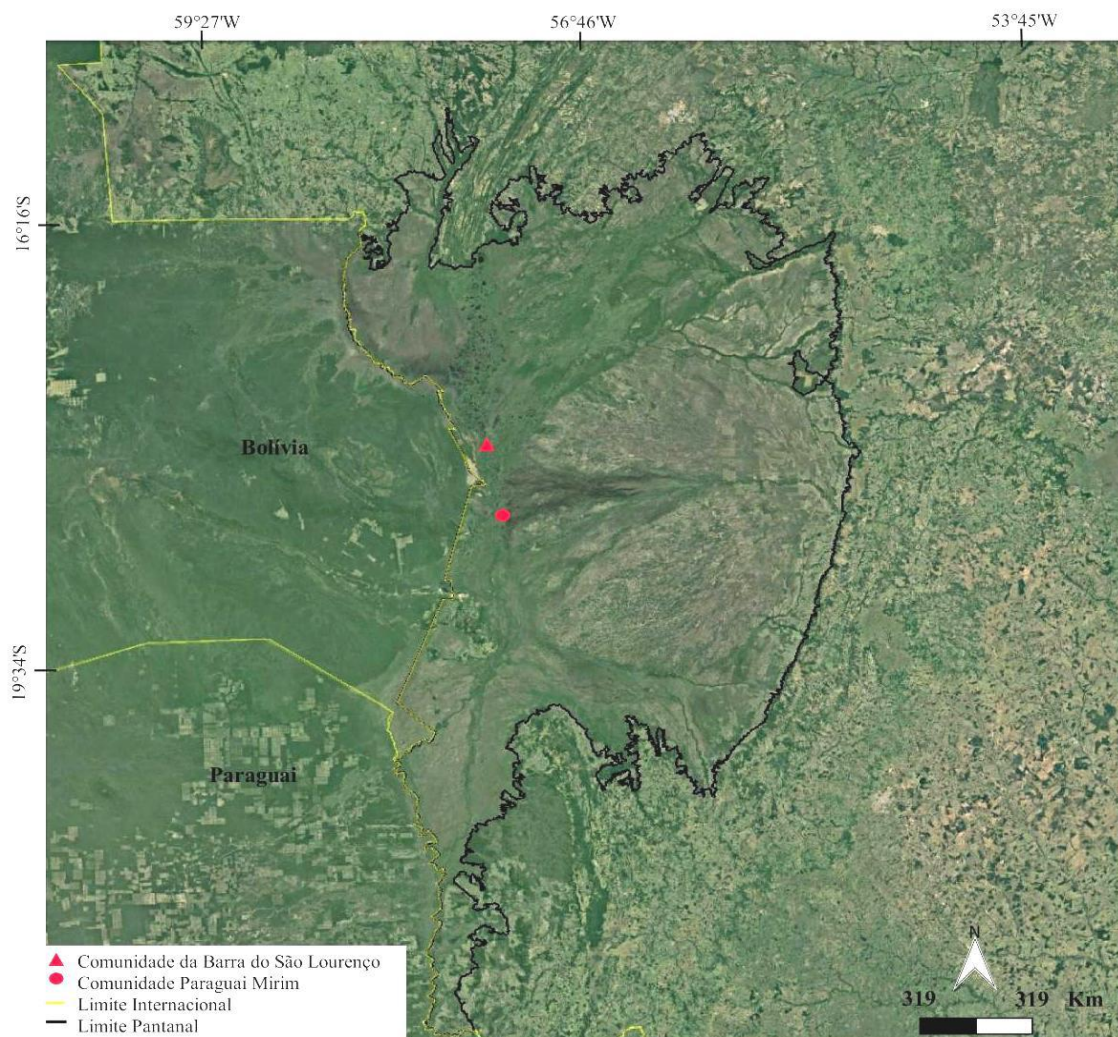 59°27'W 56°46'W 53°45'W
16°16'S
Bolívia
19°34'S
Paraguai
N
319 319 Km
Comunidade da Barra do São Lourenço
Comunidade Paraguai Mirim
Limite Internacional
Limite Pantanal